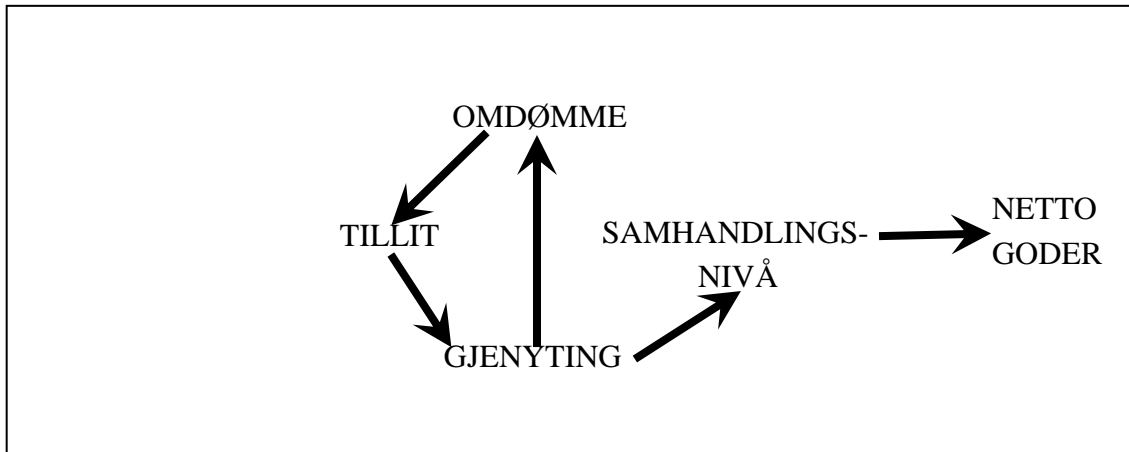 OMDØMME
TILLIT
SAMHANDLINGS-
NIVÅ
NETTO
GODER
GJENYTING